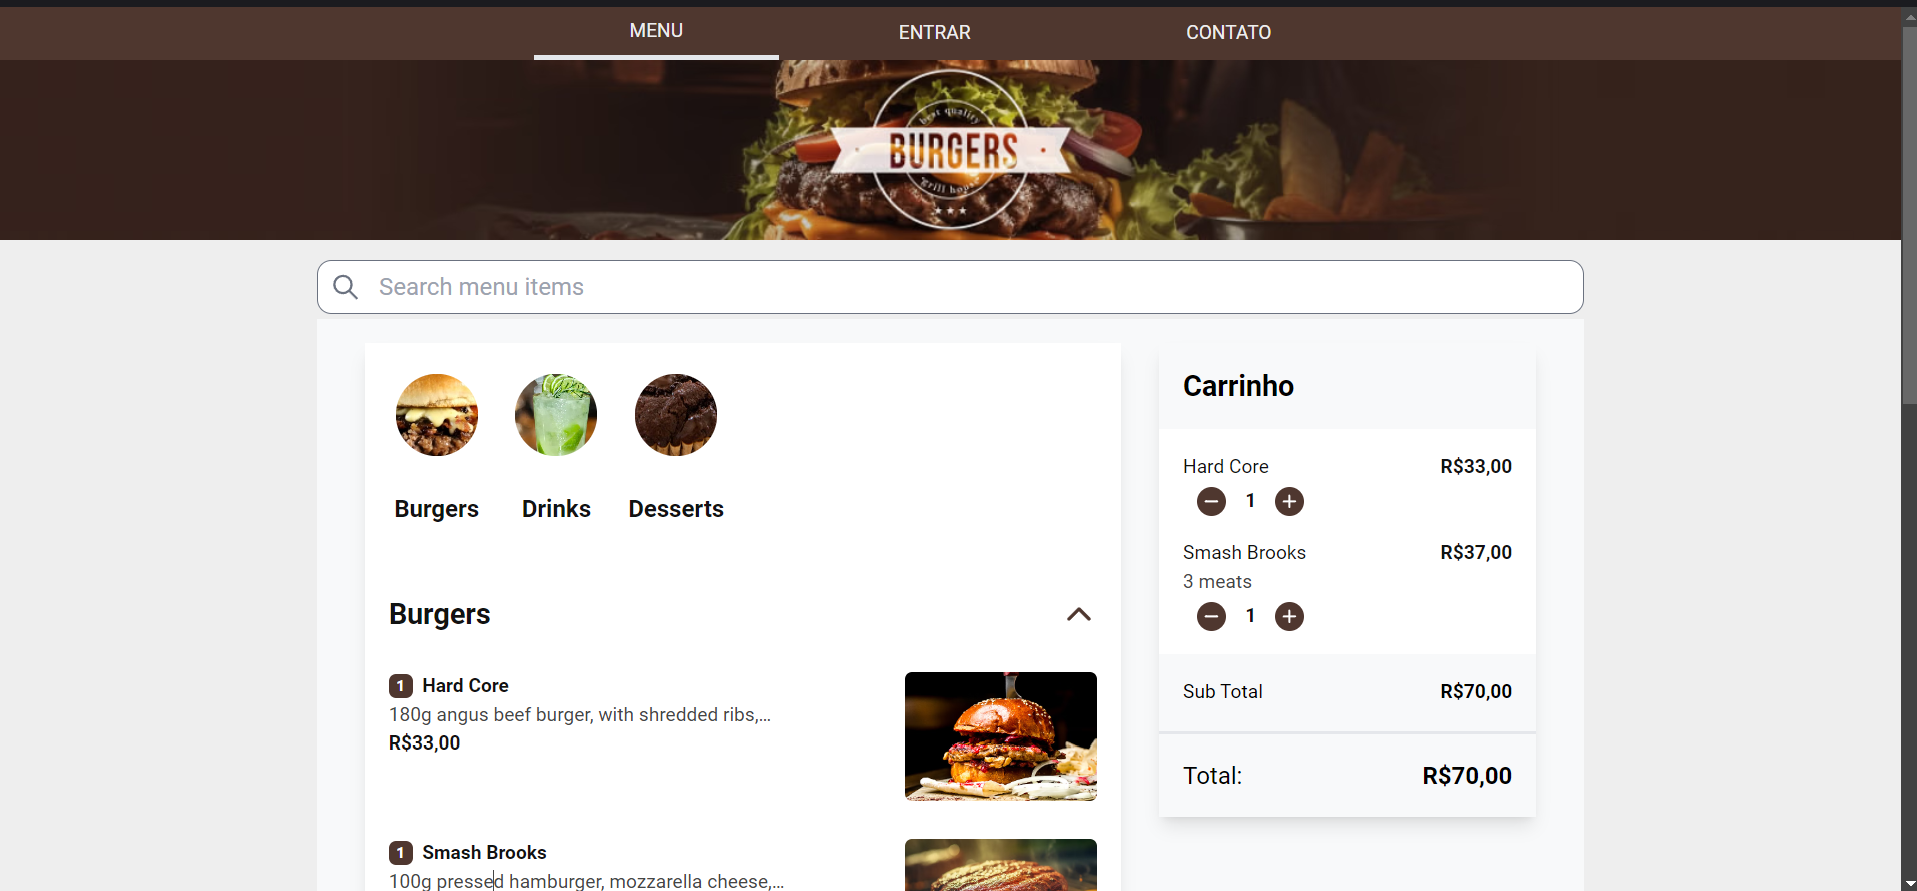 MENU
ENTRAR
CONTATO
best quality
BURGERS
grill house
Search menu items
Burgers
Drinks
Desserts
Burgers
1 Hard Core
180g angus beef burger, with shredded ribs,...
R$33,00
1 Smash Brooks
100g pressed hamburger, mozzarella cheese,...
Carrinho
Hard Core R$33,00
1
Smash Brooks R$37,00
3 meats
1
Sub Total R$70,00
Total: R$70,00